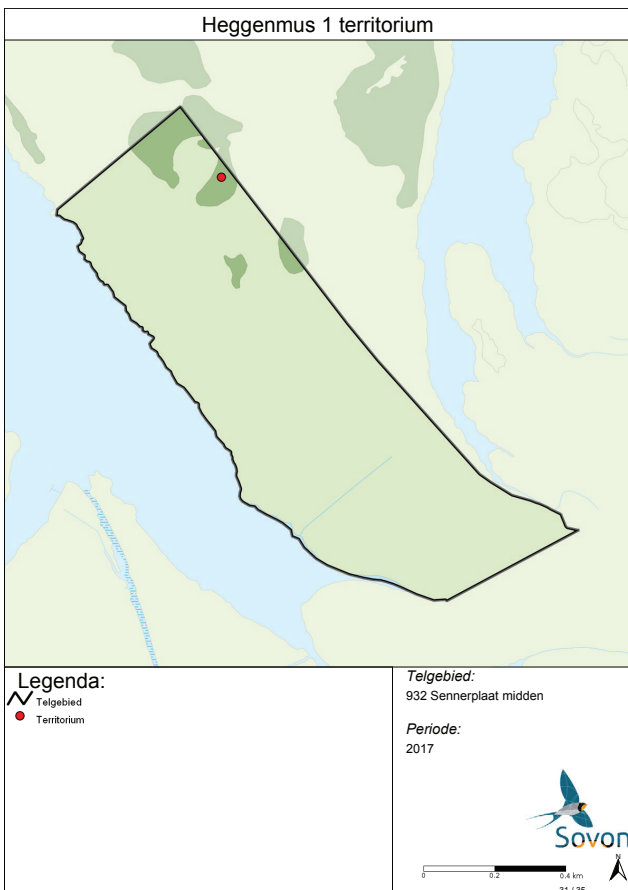 Heggenmus 1 territorium
Legenda:
Telgebied
Territorium
Telgebied:
932 Sennerplaat midden
Periode:
2017
Sovon
N
0 0.2 0.4 km
31 / 35